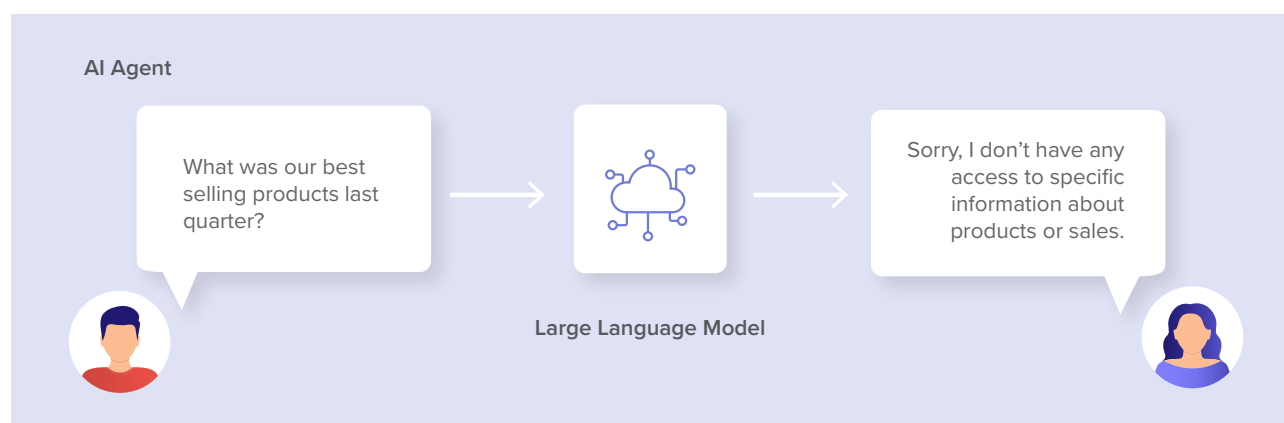 AI Agent
What was our best
selling products last
quarter?
Sorry, I don’t have any
access to specific
information about
products or sales.
Large Language Model